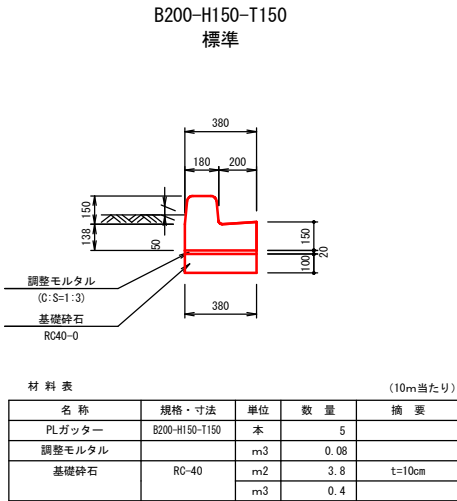 B200-H150-T150
標準
380
180 200
150
138
50
150
20
100
調整モルタル
(C:S=1:3)
基礎砕石
RC40-0
380
材 料 表 (10m当たり)
名 称 規格・寸法 単位 数 量 摘 要
PLガッター B200-H150-T150 本 5
調整モルタル m3 0.08
基礎砕石 RC-40 m2 3.8 t=10cm
m3 0.4